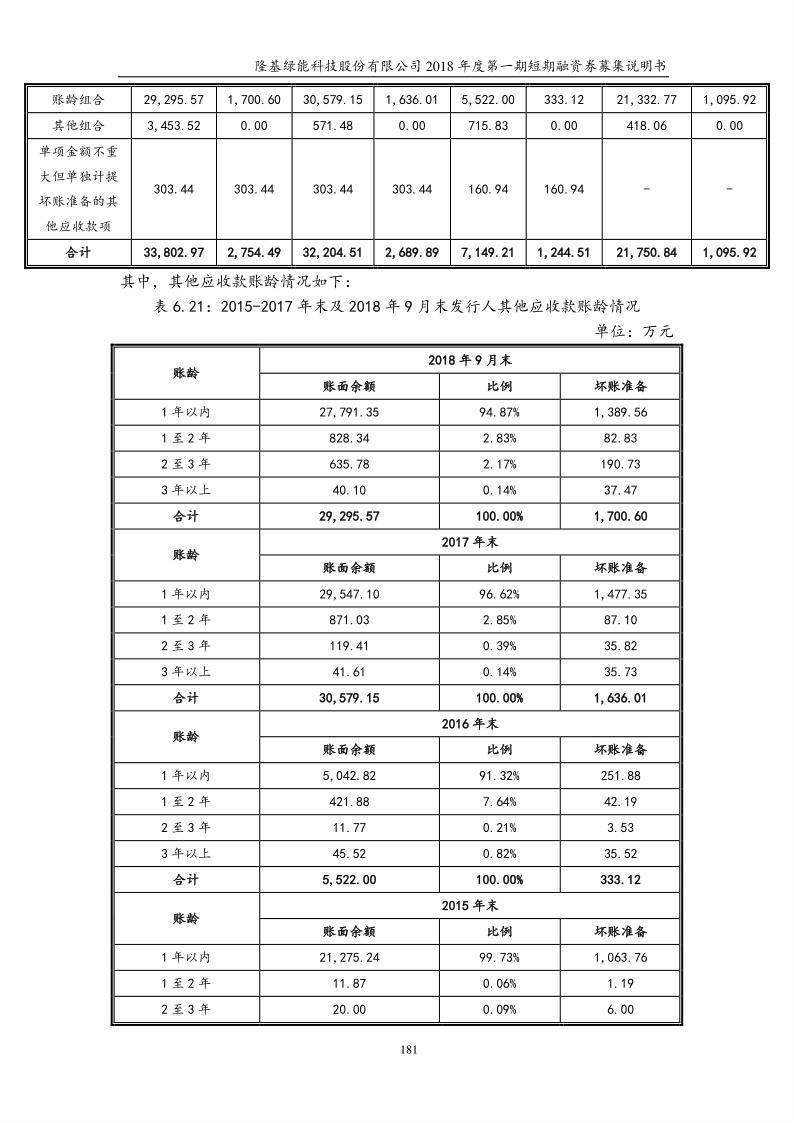 隆基绿能科技股份有限公司 2018 年度第一期短期融资券募集说明书
账龄组合 29,295.57 1,700.60 30,579.15 1,636.01 5,522.00 333.12 21,332.77 1,095.92
其他组合 3,453.52 0.00 571.48 0.00 715.83 0.00 418.06 0.00
单项金额不重
大但单独计提
坏账准备的其
他应收款项
303.44 303.44 303.44 303.44 160.94 160.94 - -
合计 33,802.97 2,754.49 32,204.51 2,689.89 7,149.21 1,244.51 21,750.84 1,095.92
其中，其他应收款账龄情况如下：
表 6.21：2015-2017 年末及 2018 年 9 月末发行人其他应收款账龄情况
单位：万元
账龄 2018 年 9 月末
账面余额 比例 坏账准备
1 年以内 27,791.35 94.87% 1,389.56
1 至 2 年 828.34 2.83% 82.83
2 至 3 年 635.78 2.17% 190.73
3 年以上 40.10 0.14% 37.47
合计 29,295.57 100.00% 1,700.60
账龄 2017 年末
账面余额 比例 坏账准备
1 年以内 29,547.10 96.62% 1,477.35
1 至 2 年 871.03 2.85% 87.10
2 至 3 年 119.41 0.39% 35.82
3 年以上 41.61 0.14% 35.73
合计 30,579.15 100.00% 1,636.01
账龄 2016 年末
账面余额 比例 坏账准备
1 年以内 5,042.82 91.32% 251.88
1 至 2 年 421.88 7.64% 42.19
2 至 3 年 11.77 0.21% 3.53
3 年以上 45.52 0.82% 35.52
合计 5,522.00 100.00% 333.12
账龄 2015 年末
账面余额 比例 坏账准备
1 年以内 21,275.24 99.73% 1,063.76
1 至 2 年 11.87 0.06% 1.19
2 至 3 年 20.00 0.09% 6.00
181